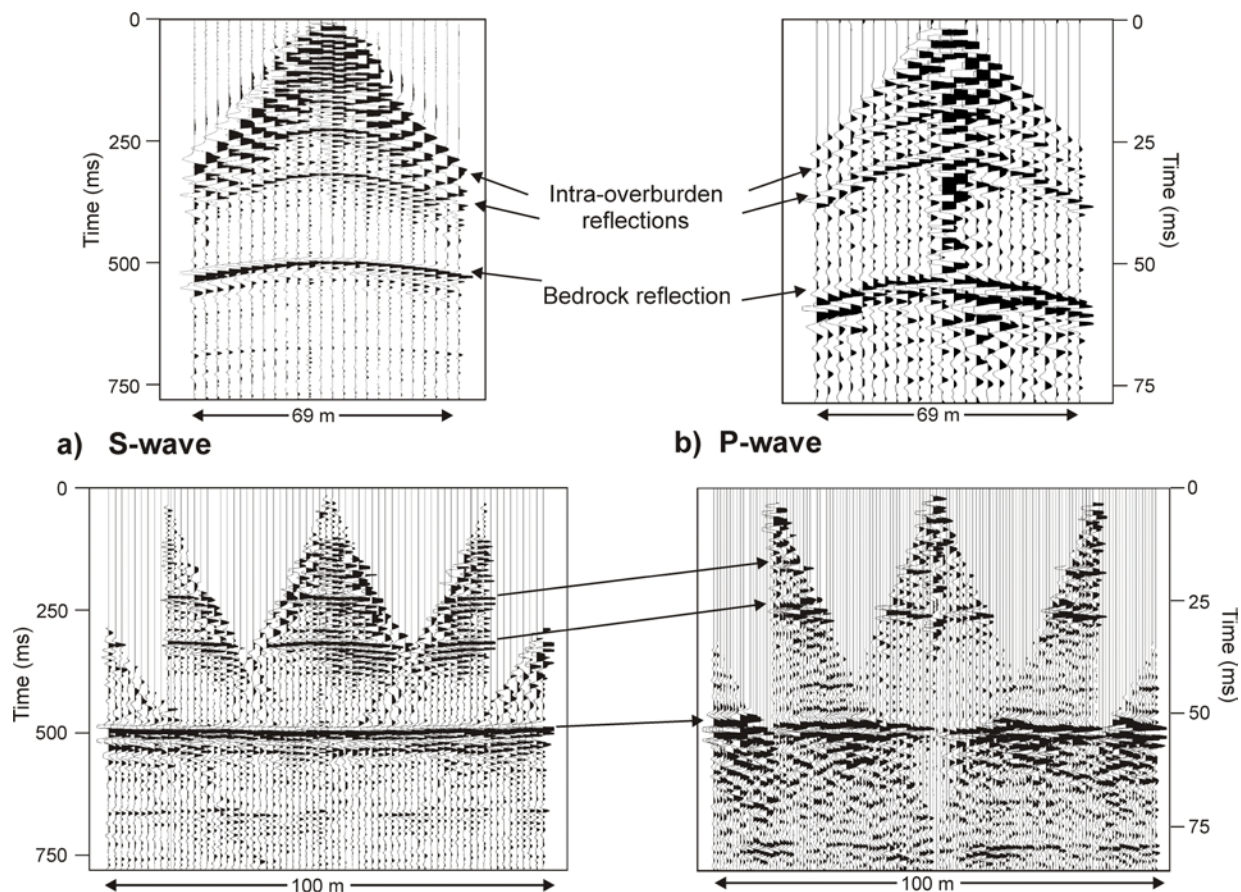 0
250
500
750
Time (ms)
69 m
Intra-overburden
reflections
Bedrock reflection
0
25
50
75
Time (ms)
69 m
a) S-wave
b) P-wave
0
250
500
750
Time (ms)
100 m
0
25
50
75
Time (ms)
100 m